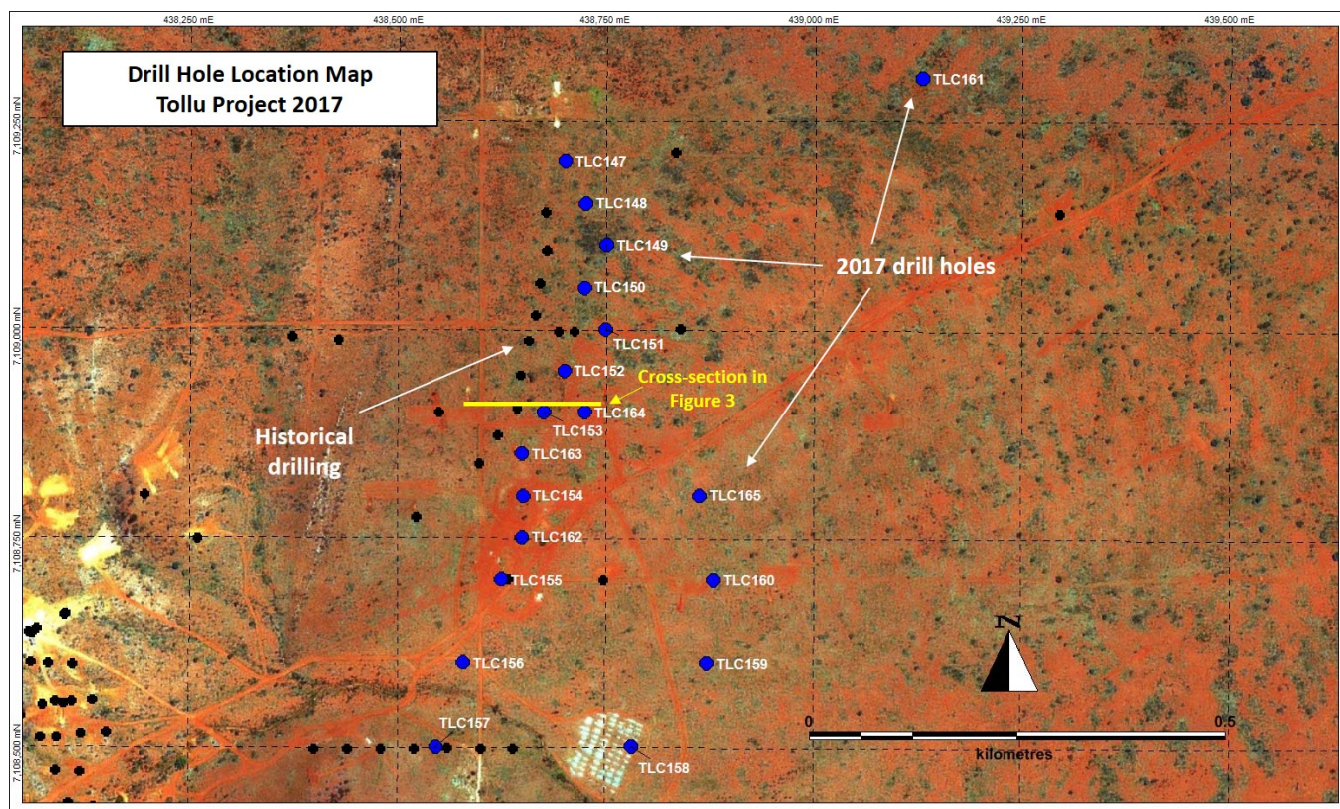 438,250 mE
438,500 mE
438,750 mE
439,000 mE
439,250 mE
439,500 mE
Drill Hole Location Map
Tollu Project 2017
TLC161
7,109,250 mN
TLC147
TLC148
TLC149
2017 drill holes
TLC150
7,109,000 mN
TLC151
TLC152
Cross-section in
Figure 3
TLC164
TLC153
Historical
drilling
TLC163
TLC154
TLC165
7,108,750 mN
TLC162
TLC155
TLC160
Z
TLC156
TLC159
TLC157
0
0.5
7,108,500 mN
kilometres
TLC158